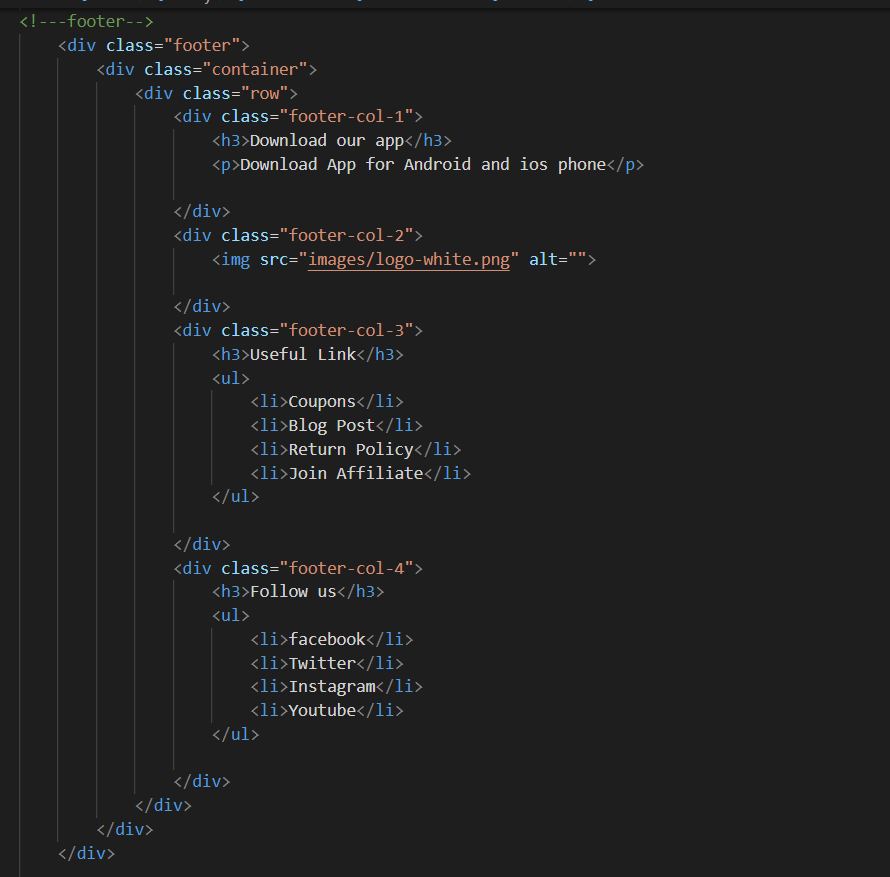 <!---footer-->
<div class="footer">
<div class="container">
<div class="row">
<div class="footer-col-1">
<h3>Download our app</h3>
<p>Download App for Android and ios phone</p>
</div>
<div class="footer-col-2">
<img src="images/logo-white.png" alt="">
</div>
<div class="footer-col-3">
<h3>Useful Link</h3>
<ul>
<li>Coupons</li>
<li>Blog Post</li>
<li>Return Policy</li>
<li>Join Affiliate</li>
</ul>
</div>
<div class="footer-col-4">
<h3>Follow us</h3>
<ul>
<li>facebook</li>
<li>Twitter</li>
<li>Instagram</li>
<li>Youtube</li>
</ul>
</div>
</div>
</div>
</div>